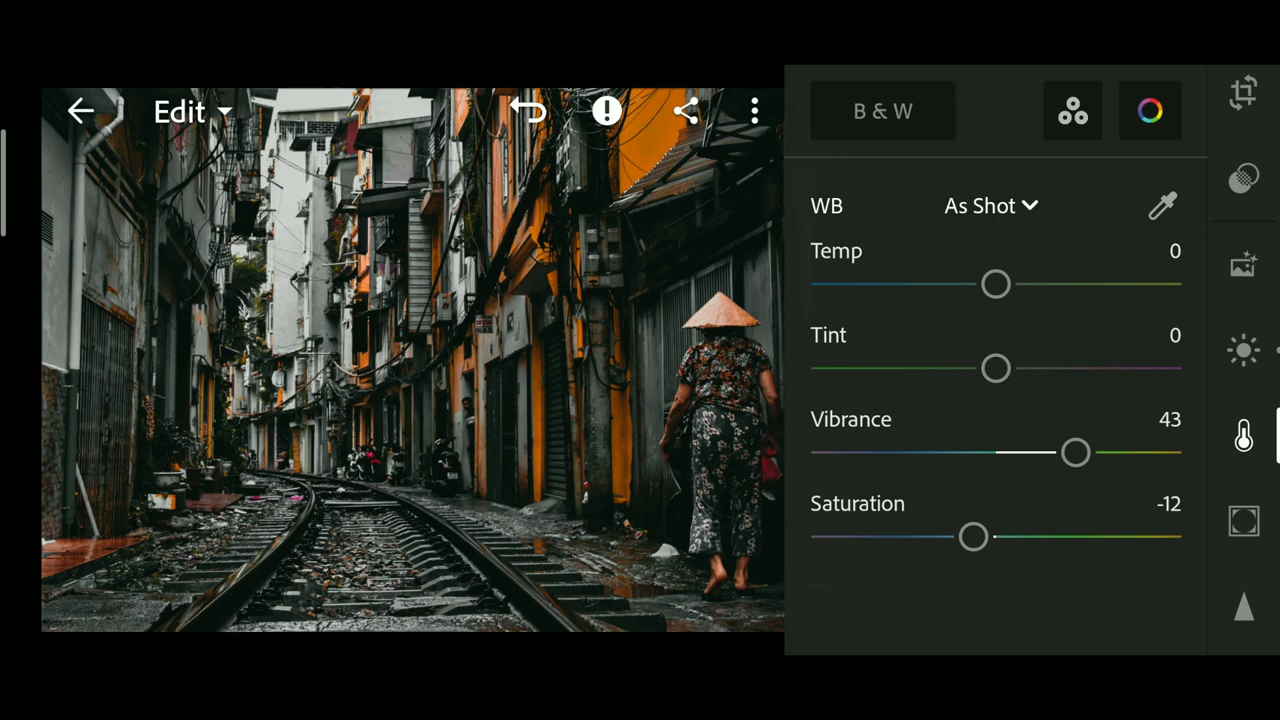 Edit
B & W
WB As Shot
Temp 0
Tint 0
Vibrance 43
Saturation -12